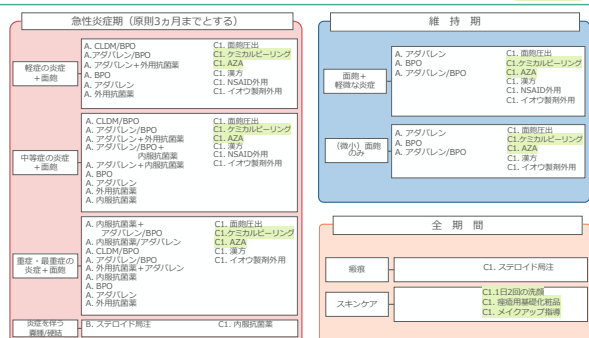 急性炎症期（原則3ヵ月までとする）
軽症の炎症
＋面皰
A. CLDM/BPO
A. アダパレン/BPO
A. アダパレン＋外用抗菌薬
A. BPO
A. アダパレン
A. 外用抗菌薬
C1. 面皰圧出
C1. ケミカルピーリング
C1. AZA
C1. 漢方
C1. NSAID外用
C1. イオウ製剤外用
中等症の炎症
＋面皰
A. CLDM/BPO
A. アダパレン/BPO
A. アダパレン＋外用抗菌薬
A. アダパレン/BPO＋
内服抗菌薬
A. アダパレン＋内服抗菌薬
A. BPO
A. アダパレン
A. 外用抗菌薬
A. 内服抗菌薬
C1. 面皰圧出
C1.ケミカルピーリング
C1. AZA
C1. 漢方
C1. NSAID外用
C1. イオウ製剤外用
重症・最重症の
炎症＋面皰
A. 内服抗菌薬＋
アダパレン/BPO
A. 内服抗菌薬/アダパレン
A. CLDM/BPO
A. アダパレン/BPO
A. 外用抗菌薬＋アダパレン
A. 内服抗菌薬
A. BPO
A. アダパレン
A. 外用抗菌薬
C1. 面皰圧出
C1.ケミカルピーリング
C1. AZA
C1. 漢方
C1. イオウ製剤外用
炎症を伴う
嚢腫/硬結
B. ステロイド局注
C1. 内服抗菌薬
維 持 期
面皰＋
軽微な炎症
A. アダパレン
A. BPO
A. アダパレン/BPO
C1. 面皰圧出
C1.ケミカルピーリング
C1. AZA
C1. 漢方
C1. NSAID外用
C1. イオウ製剤外用
（微小）面皰
のみ
A. アダパレン
A. BPO
A. アダパレン/BPO
C1. 面皰圧出
C1.ケミカルピーリング
C1. AZA
C1. 漢方
C1. イオウ製剤外用
全 期 間
瘢痕
C1. ステロイド局注
スキンケア
C1.1日2回の洗顔
C1. 痤瘡用基礎化粧品
C1. メイクアップ指導